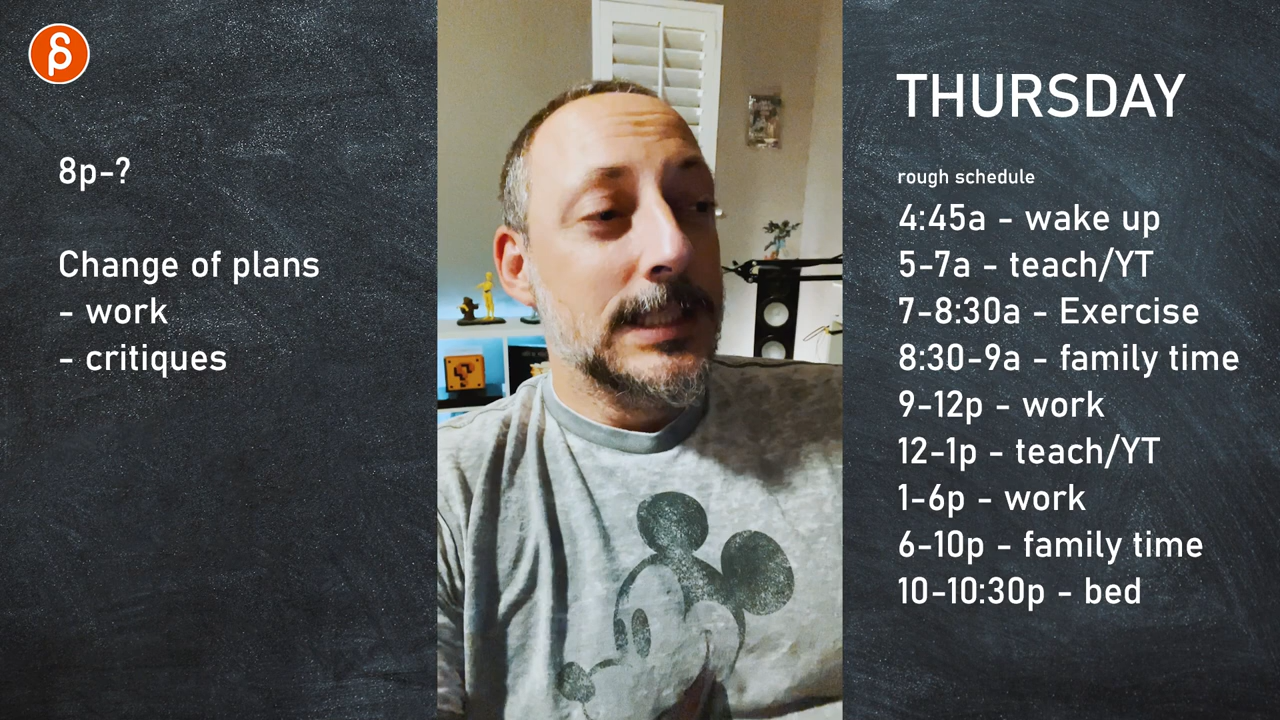 8p-?
Change of plans
- work
- critiques
THURSDAY
rough schedule
4:45a - wake up
5-7a - teach/YT
7-8:30a - Exercise
8:30-9a - family time
9-12p - work
12-1p - teach/YT
1-6p - work
6-10p - family time
10-10:30p - bed